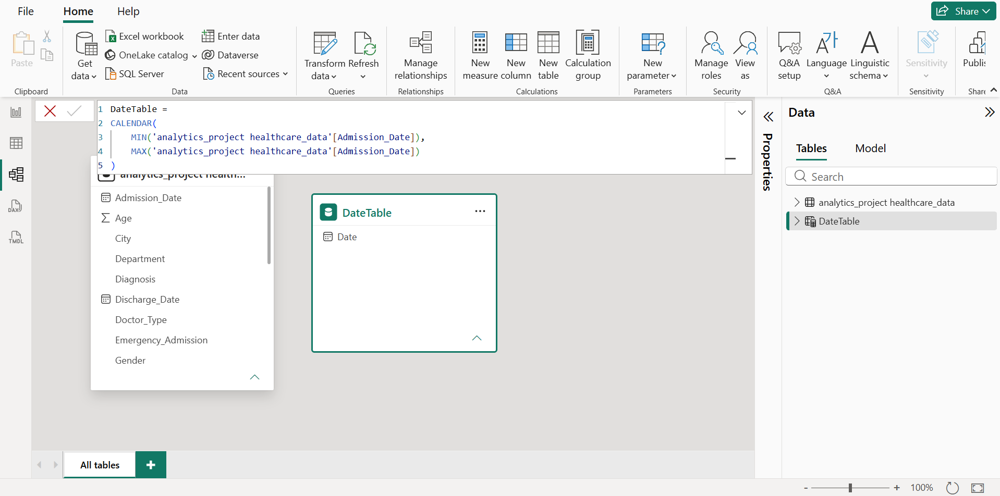 File Home Help Share
Paste
Clipboard
Get data
Excel workbook
OneLake catalog
SQL Server
Enter data
Dataverse
Recent sources
Data
Transform data
Refresh
Queries
Manage relationships
Relationships
New measure
New column
New table
Calculation group
Calculations
New parameter
Parameters
Manage roles
View as
Security
Q&A setup
Language
Linguistic schema
Q&A
Sensitivity
Sensitivity
Publis
Share
1 DateTable =
2 CALENDAR(
3 MIN('analytics_project healthcare_data'[Admission_Date]),
4 MAX('analytics_project healthcare_data'[Admission_Date])
5 )
DAX
TMDL
analytics_project health...
Admission_Date
Age
City
Department
Diagnosis
Discharge_Date
Doctor_Type
Emergency_Admission
Gender
DateTable
Date
Properties
Data
Tables Model
Search
analytics_project healthcare_data
DateTable
All tables
- + 100%